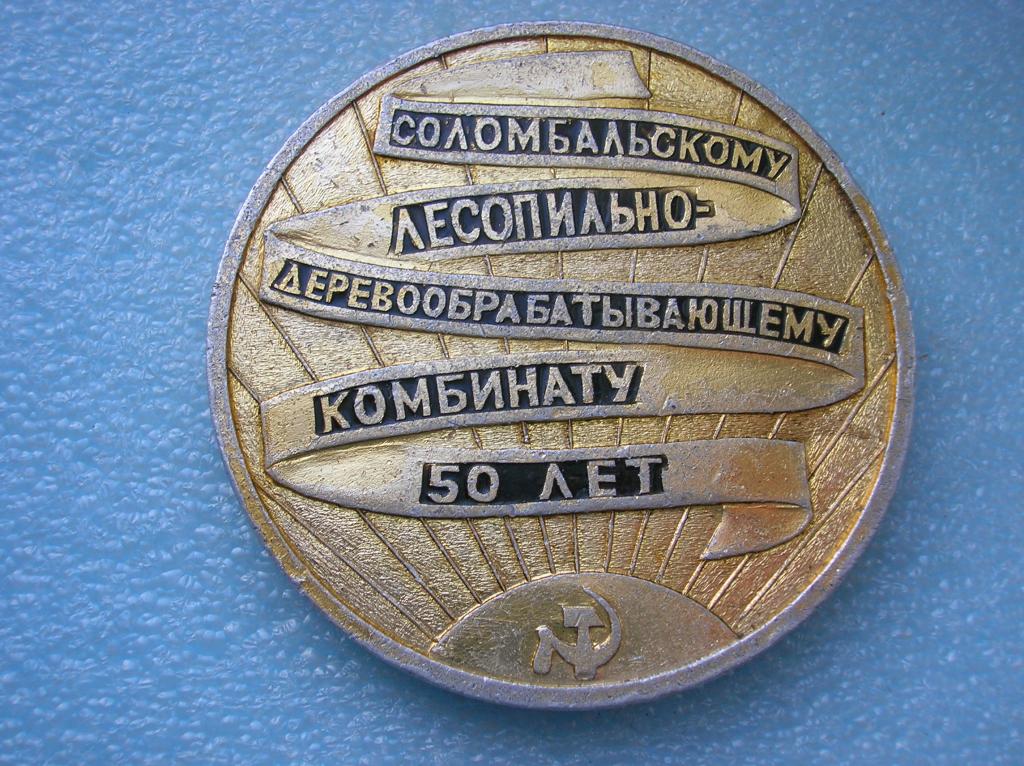 СОЛОМБАЛЬСКОМУ
ЛЕСОПИЛЬНО-
ДЕРЕВООБРАБАТЫВАЮЩЕМУ
КОМБИНАТУ
50 ЛЕТ